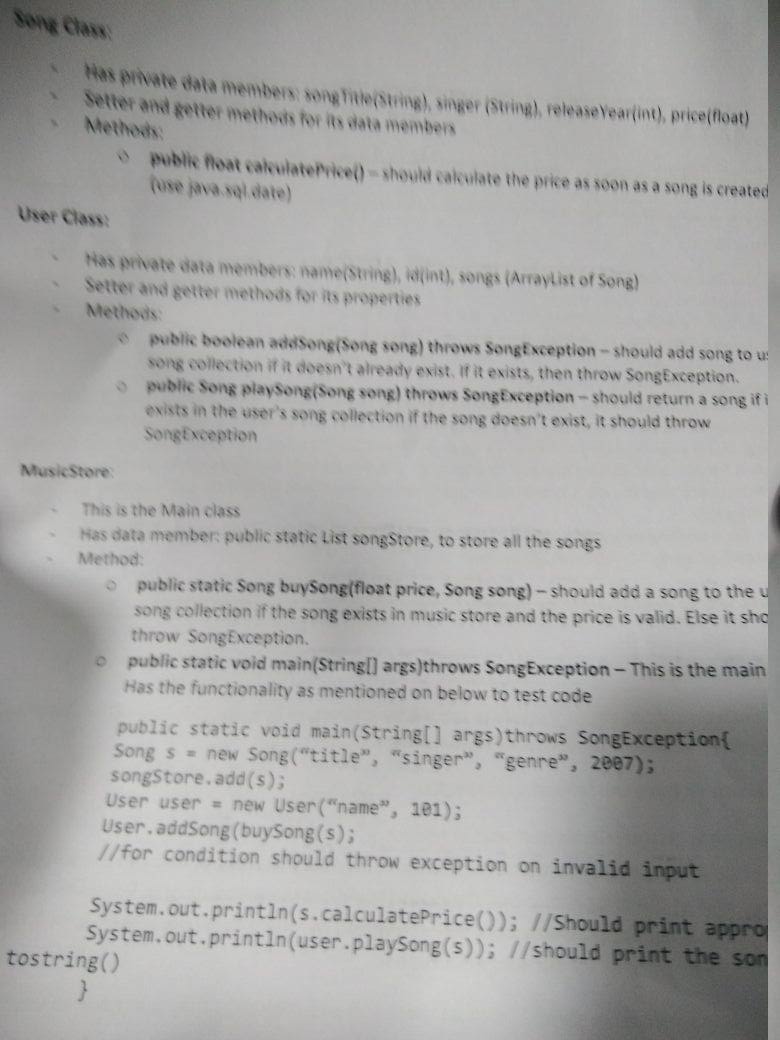 Song Class:
- Has private data members: songTitle(String), singer (String), releaseYear(int), price(float)
- Setter and getter methods for its data members
- Methods:
o public float calculatePrice() – should calculate the price as soon as a song is created
(use java.sql.date)
User Class:
- Has private data members: name(String), id(int), songs (ArrayList of Song)
- Setter and getter methods for its properties
- Methods:
o public boolean addSong(Song song) throws SongException – should add song to
song collection if it doesn't already exist. If it exists, then throw SongException.
o public Song playSong(Song song) throws SongException – should return a song if
exists in the user's song collection if the song doesn't exist, it should throw
SongException
MusicStore:
- This is the Main class
- Has data member: public static List songStore, to store all the songs
- Method:
o public static Song buySong(float price, Song song) – should add a song to the
song collection if the song exists in music store and the price is valid. Else it
throw SongException.
o public static void main(String[] args)throws SongException – This is the main
Has the functionality as mentioned on below to test code
public static void main(String[] args)throws SongException{
Song s = new Song("title", "singer", "genre", 2007);
songStore.add(s);
User user = new User("name", 101);
User.addSong(buySong(s);
//for condition should throw exception on invalid input
System.out.println(s.calculatePrice()); //Should print appro
System.out.println(user.playSong(s)); //should print the son
tostring()
}